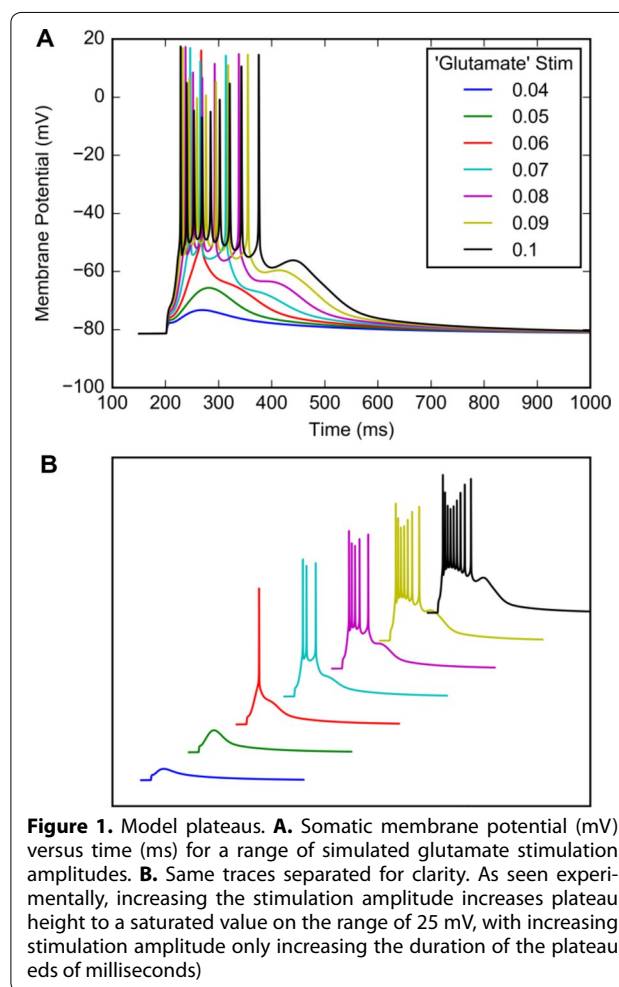 A
20
0
−20
−40
−60
−80
−100
Membrane Potential (mV)
'Glutamate' Stim
0.04
0.05
0.06
0.07
0.08
0.09
0.1
100 200 300 400 500 600 700 800 900 1000
Time (ms)
B
Figure 1. Model plateaus. A. Somatic membrane potential (mV)
versus time (ms) for a range of simulated glutamate stimulation
amplitudes. B. Same traces separated for clarity. As seen experi-
mentally, increasing the stimulation amplitude increases plateau
height to a saturated value on the range of 25 mV, with increasing
stimulation amplitude only increasing the duration of the plateau
eds of milliseconds)